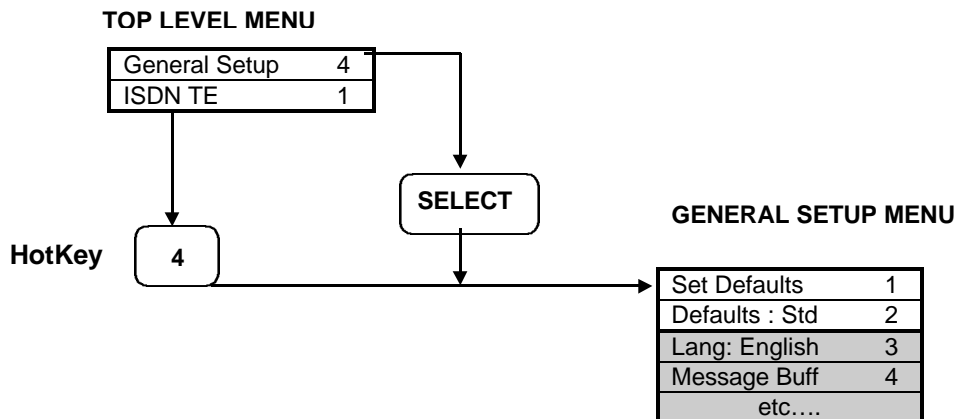 TOP LEVEL MENU
General Setup 4
ISDN TE 1
SELECT
GENERAL SETUP MENU
HotKey 4
Set Defaults 1
Defaults : Std 2
Lang: English 3
Message Buff 4
etc….